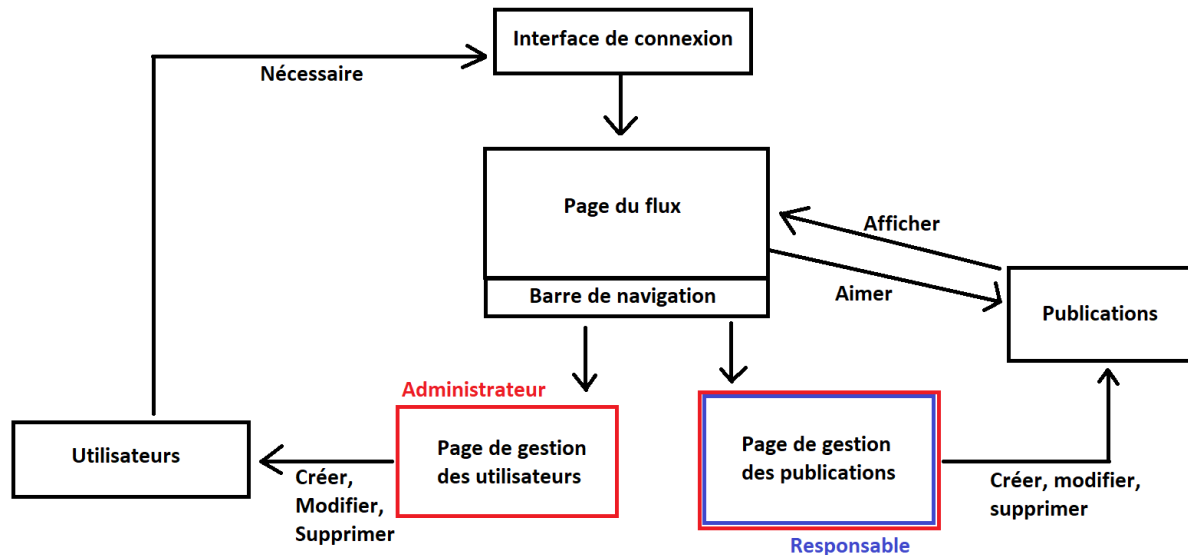 Interface de connexion
Nécessaire
Page du flux
Afficher
Aimer
Barre de navigation
Publications
Administrateur
Utilisateurs
Page de gestion
des utilisateurs
Page de gestion
des publications
Créer,
Modifier,
Supprimer
Créer, modifier,
supprimer
Responsable